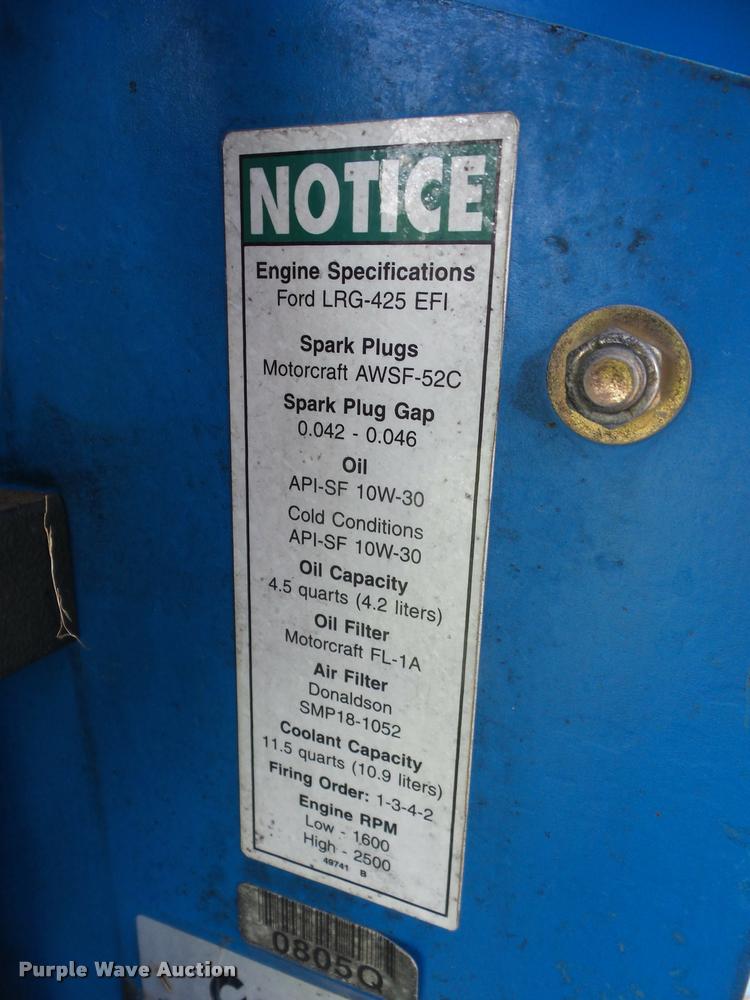 NOTICE
Engine Specifications
Ford LRG-425 EFI
Spark Plugs
Motorcraft AWSF-52C
Spark Plug Gap
0.042 - 0.046
Oil
API-SF 10W-30
Cold Conditions
API-SF 10W-30
Oil Capacity
4.5 quarts (4.2 liters)
Oil Filter
Motorcraft FL-1A
Air Filter
Donaldson
SMP18-1052
Coolant Capacity
11.5 quarts (10.9 liters)
Firing Order: 1-3-4-2
Engine RPM
Low - 1600
High - 2500
49741 B
0805Q
Purple Wave Auction